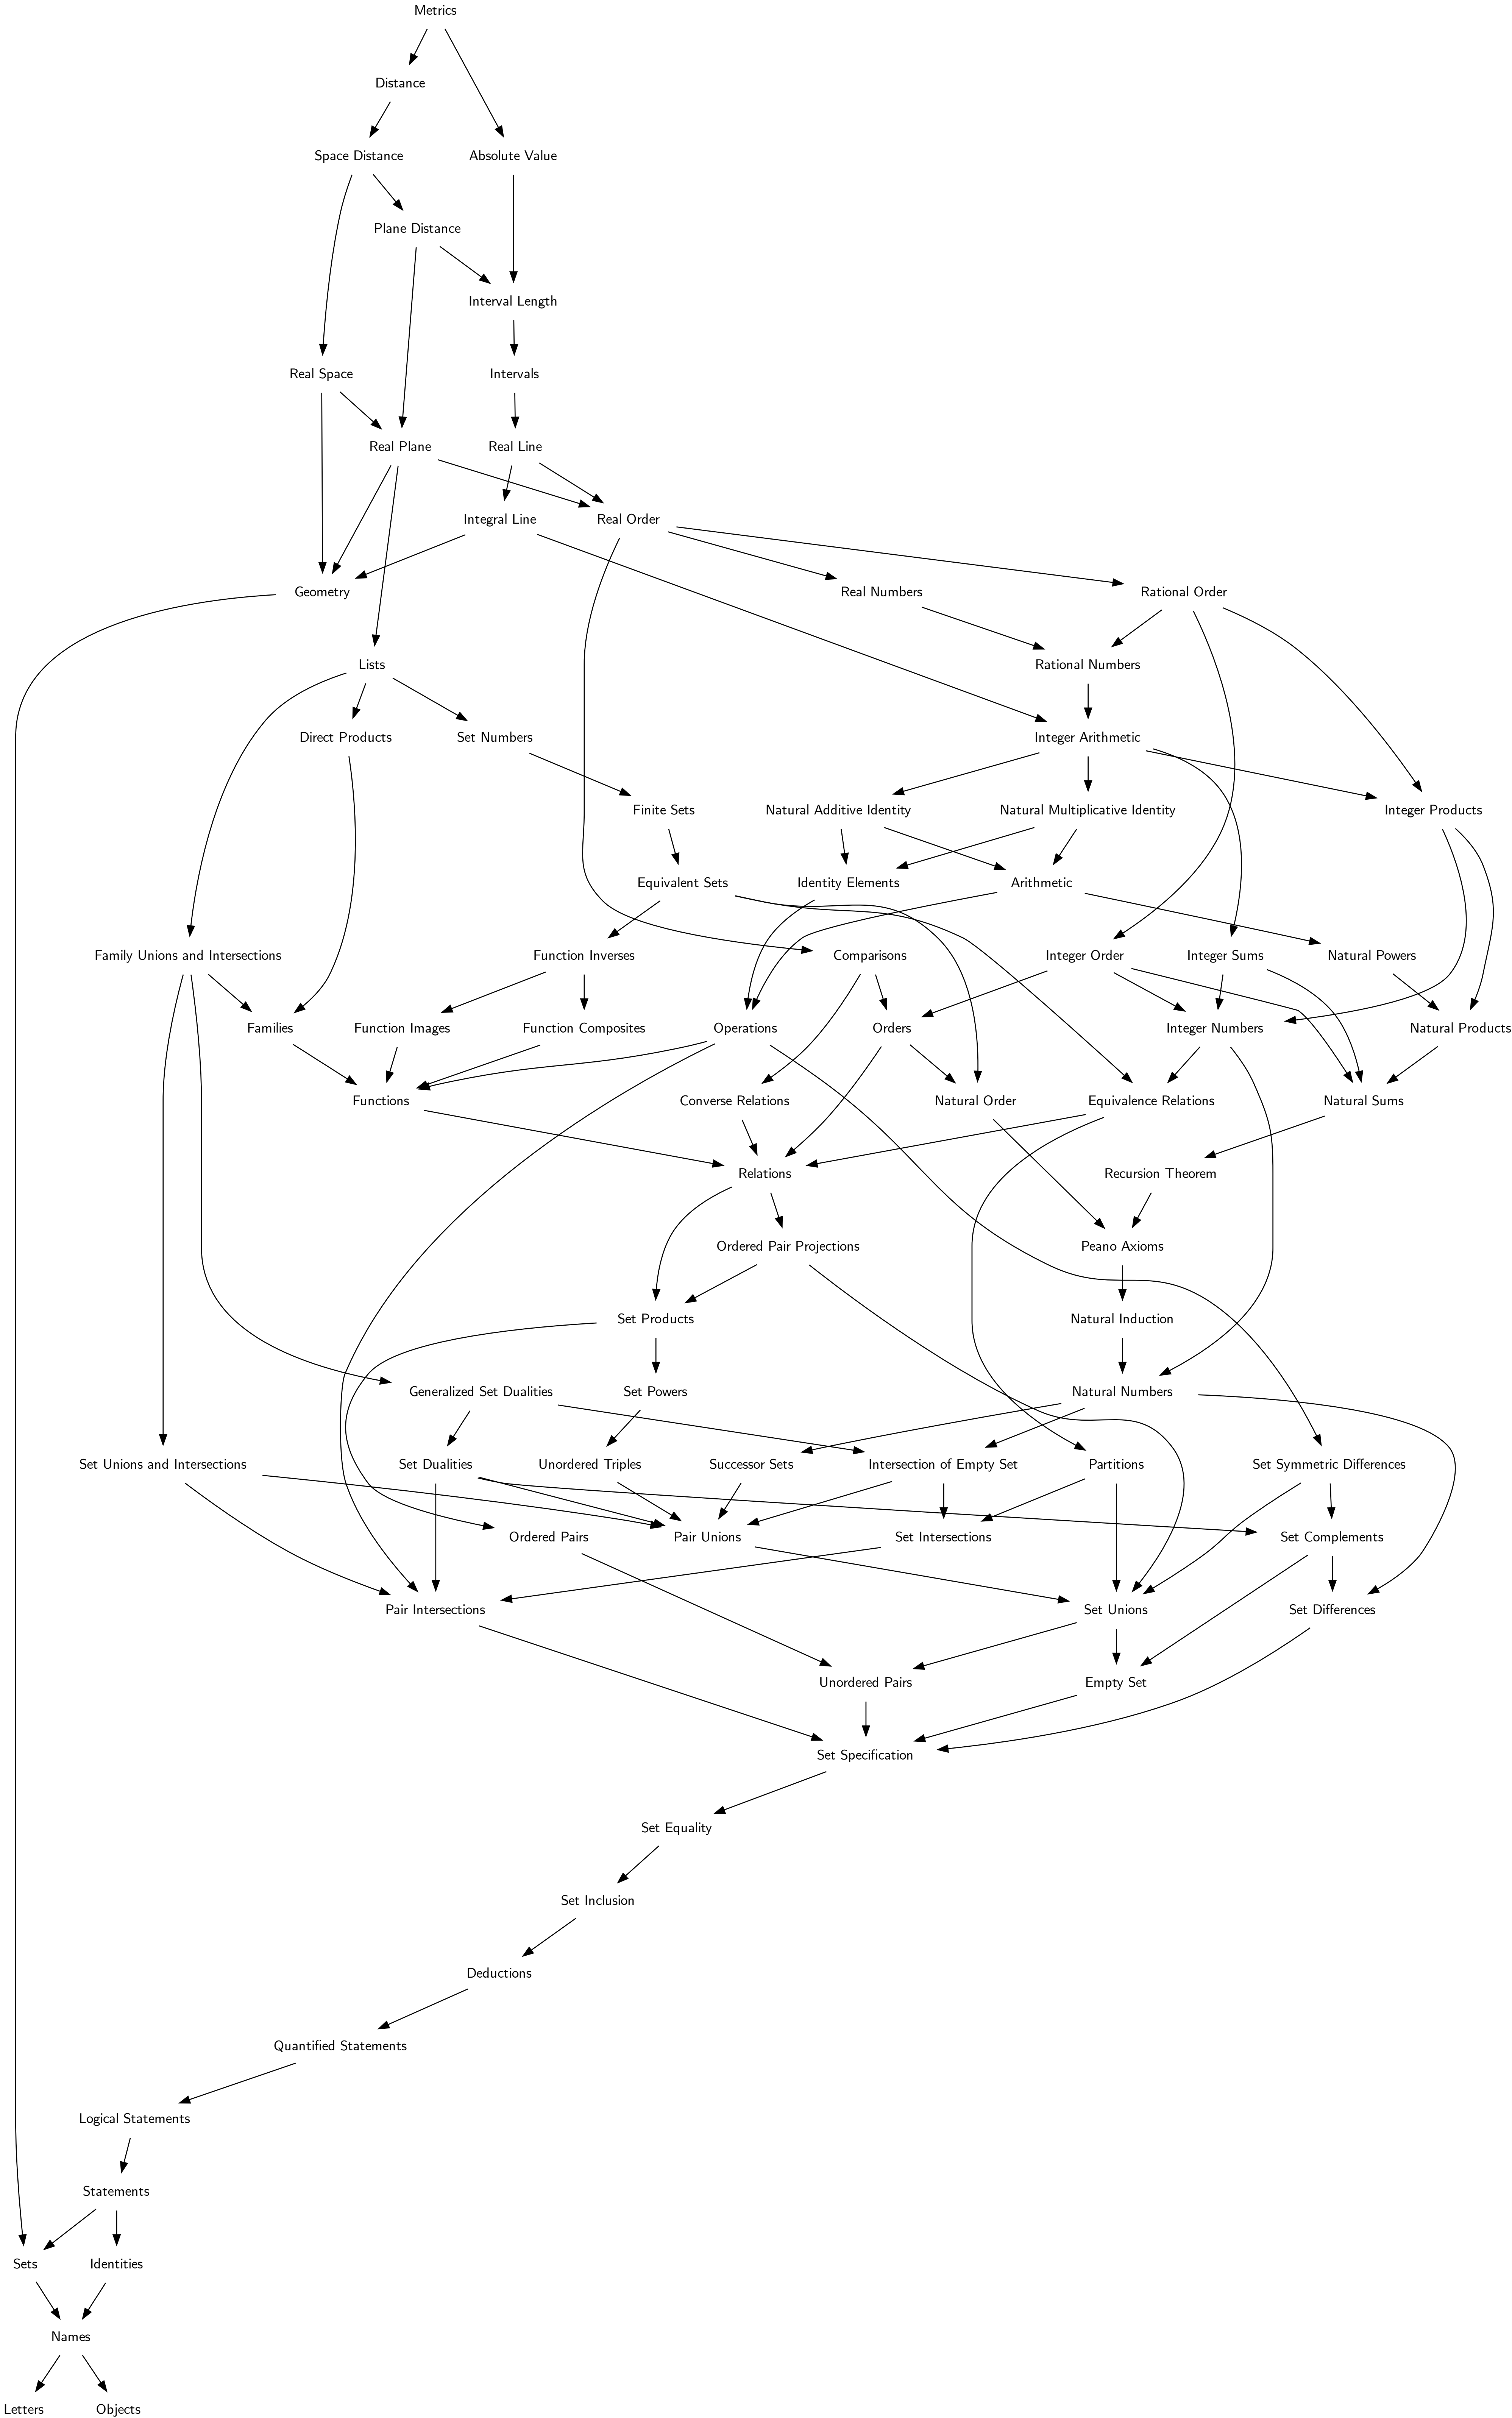 Metrics
Distance
Space Distance
Absolute Value
Plane Distance
Interval Length
Real Space
Intervals
Real Plane
Real Line
Integral Line
Real Order
Geometry
Real Numbers
Rational Order
Lists
Rational Numbers
Direct Products
Set Numbers
Integer Arithmetic
Finite Sets
Natural Additive Identity
Natural Multiplicative Identity
Integer Products
Equivalent Sets
Identity Elements
Arithmetic
Family Unions and Intersections
Function Inverses
Comparisons
Integer Order
Integer Sums
Natural Powers
Families
Function Images
Function Composites
Operations
Orders
Integer Numbers
Natural Products
Functions
Converse Relations
Natural Order
Equivalence Relations
Natural Sums
Relations
Recursion Theorem
Ordered Pair Projections
Peano Axioms
Set Products
Natural Induction
Generalized Set Dualities
Set Powers
Natural Numbers
Set Unions and Intersections
Set Dualities
Unordered Triples
Successor Sets
Intersection of Empty Set
Partitions
Set Symmetric Differences
Ordered Pairs
Pair Unions
Set Intersections
Set Complements
Pair Intersections
Set Unions
Set Differences
Unordered Pairs
Empty Set
Set Specification
Set Equality
Set Inclusion
Deductions
Quantified Statements
Logical Statements
Statements
Sets
Identities
Names
Letters
Objects